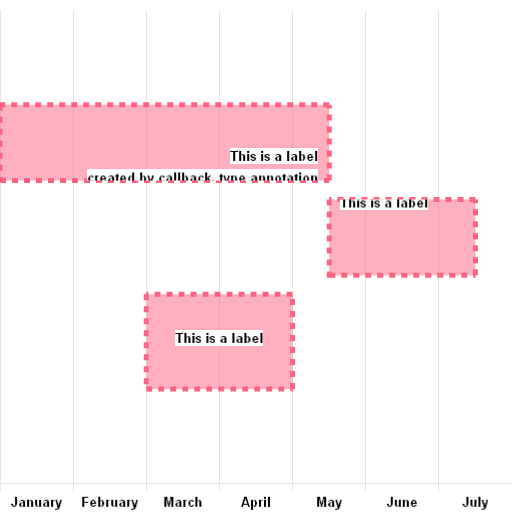 This is a label
created by callback, type annotation
This is a label
This is a label
January February March April May June July